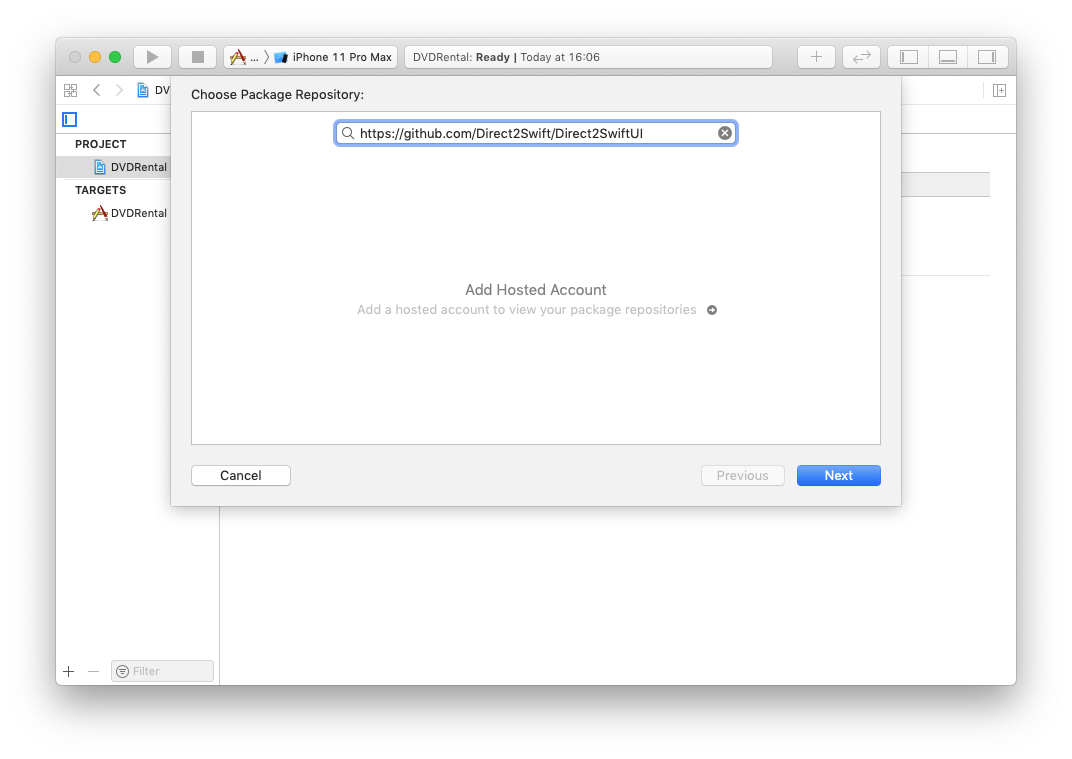 ... iPhone 11 Pro Max
DVDRental: Ready | Today at 16:06
DV
Choose Package Repository:
https://github.com/Direct2Swift/Direct2SwiftUI
PROJECT
DVDRental
TARGETS
DVDRental
Add Hosted Account
Add a hosted account to view your package repositories
Cancel
Previous
Next
Filter